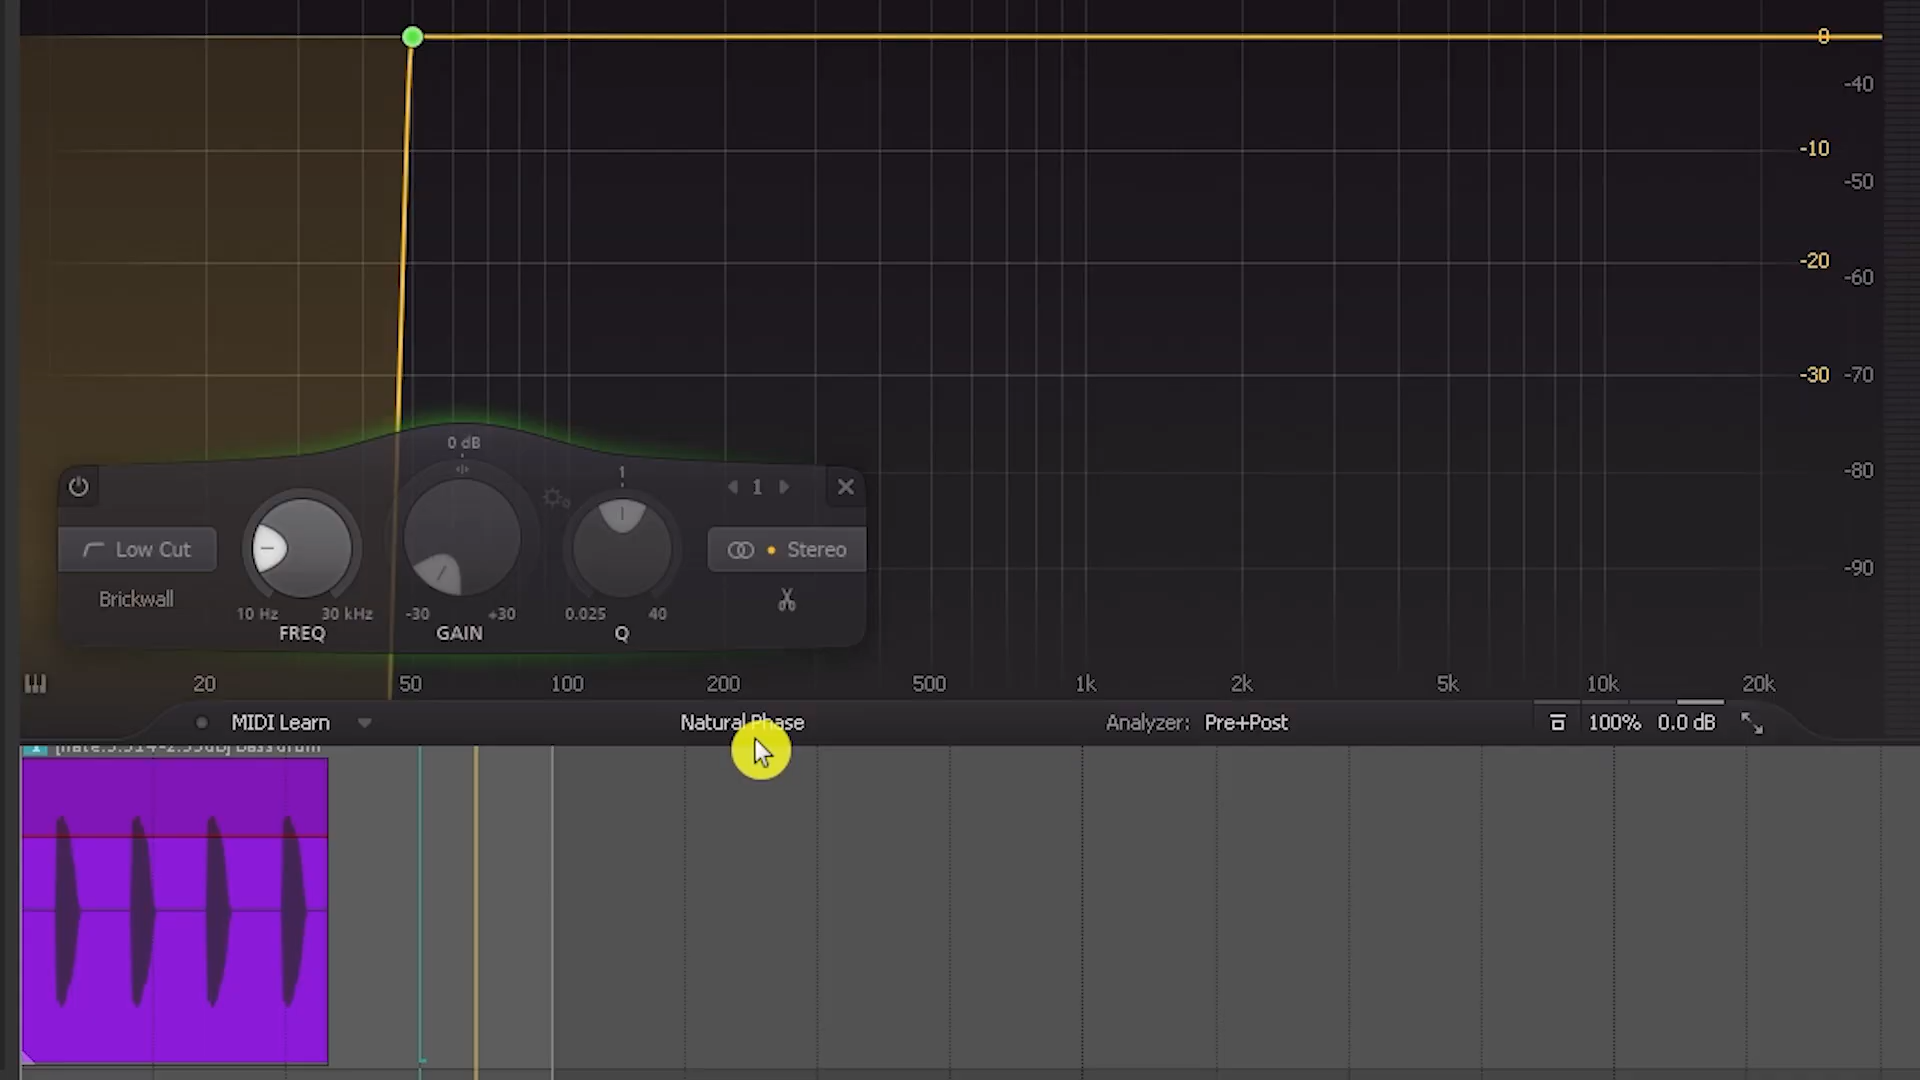 0
-40
-10
-50
-20
-60
-30
-70
0 dB
1
-80
1
Low Cut
Stereo
-90
Brickwall
10 Hz
30 kHz
-30
+30
0.025
40
FREQ
GAIN
Q
20
50
100
200
500
1k
2k
5k
10k
20k
MIDI Learn
Natural Phase
Analyzer: Pre+Post
100%
0.0 dB
1
bassdrum